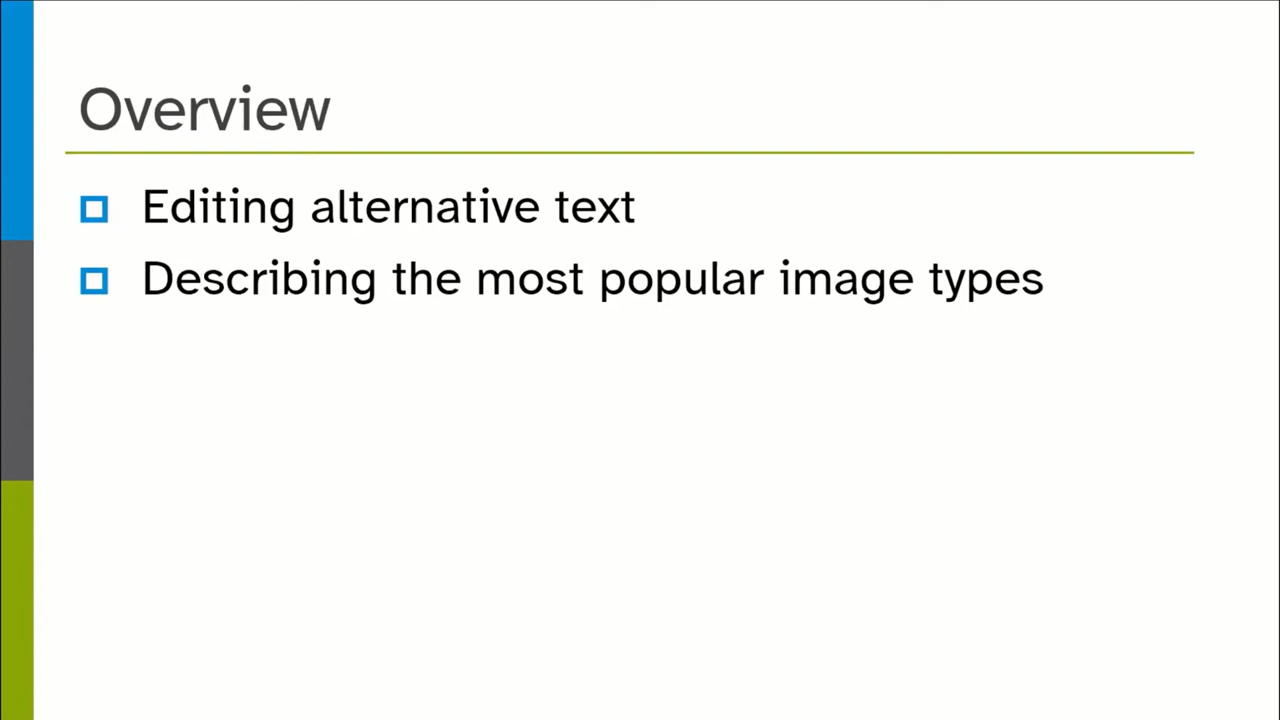 Overview
Editing alternative text
Describing the most popular image types